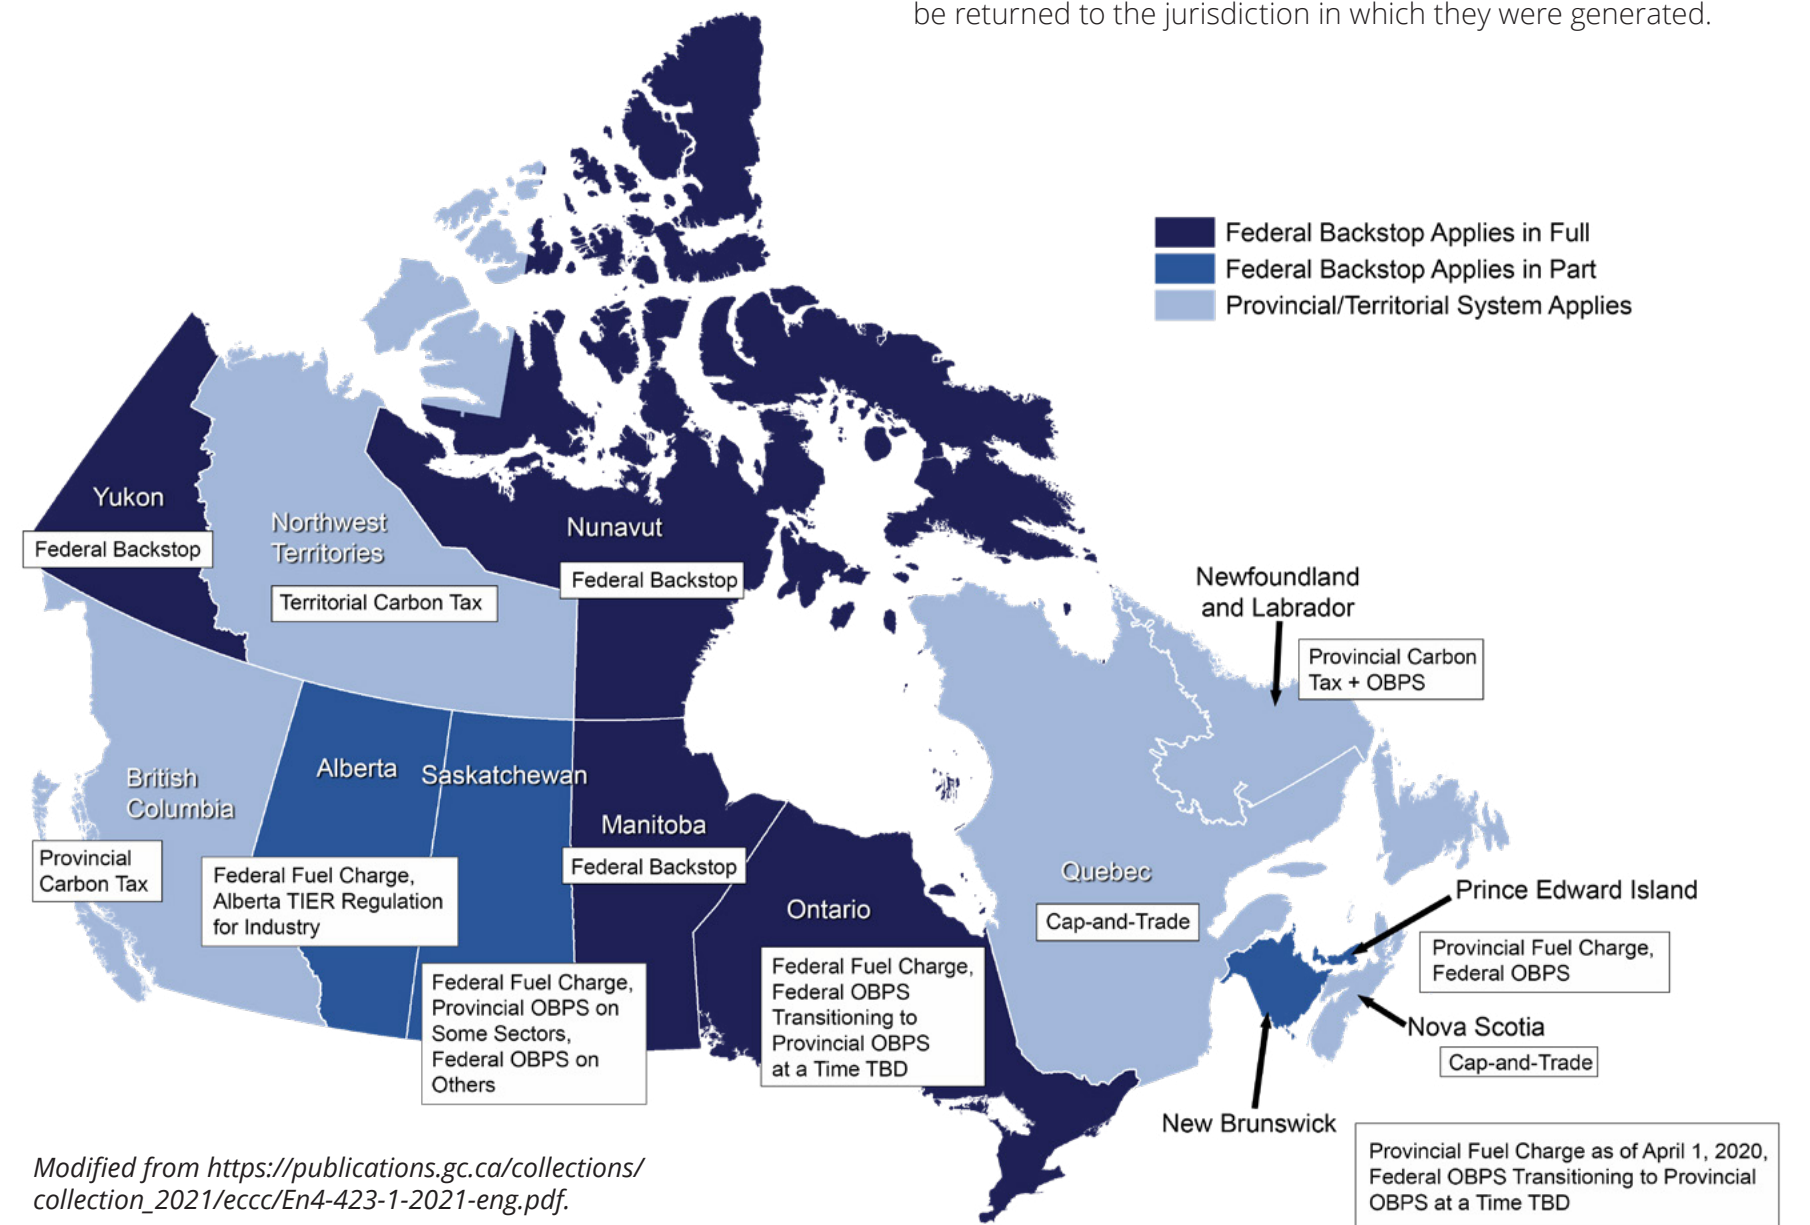 be returned to the jurisdiction in which they were generated.
Federal Backstop Applies in Full
Federal Backstop Applies in Part
Provincial/Territorial System Applies
Yukon
Federal Backstop
Northwest
Territories
Territorial Carbon Tax
Nunavut
Federal Backstop
Newfoundland
and Labrador
Provincial Carbon
Tax + OBPS
British
Columbia
Provincial
Carbon Tax
Alberta
Federal Fuel Charge,
Alberta TIER Regulation
for Industry
Saskatchewan
Federal Fuel Charge,
Provincial OBPS on
Some Sectors,
Federal OBPS on
Others
Manitoba
Federal Backstop
Ontario
Federal Fuel Charge,
Federal OBPS
Transitioning to
Provincial OBPS
at a Time TBD
Quebec
Cap-and-Trade
Prince Edward Island
Provincial Fuel Charge,
Federal OBPS
Nova Scotia
Cap-and-Trade
New Brunswick
Provincial Fuel Charge as of April 1, 2020,
Federal OBPS Transitioning to Provincial
OBPS at a Time TBD
Modified from https://publications.gc.ca/collections/
collection_2021/eccc/En4-423-1-2021-eng.pdf.